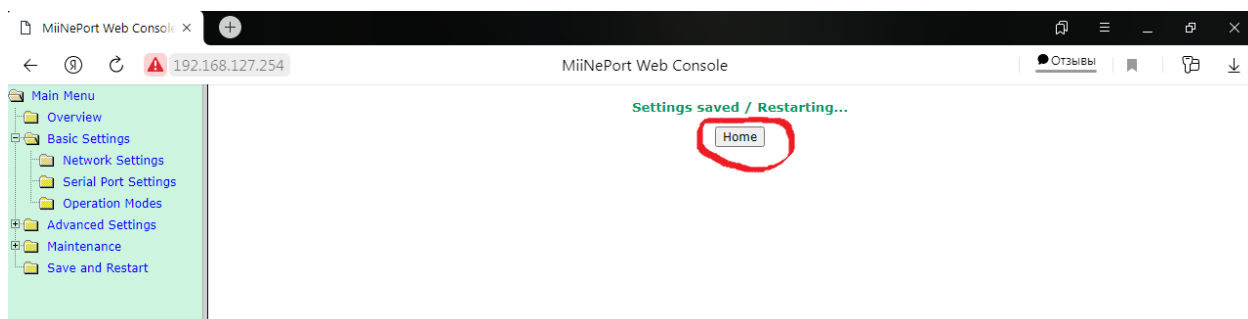 MiiNePort Web Console
192.168.127.254
MiiNePort Web Console
Отзывы
Main Menu
Overview
Basic Settings
Network Settings
Serial Port Settings
Operation Modes
Advanced Settings
Maintenance
Save and Restart
Settings saved / Restarting...
Home